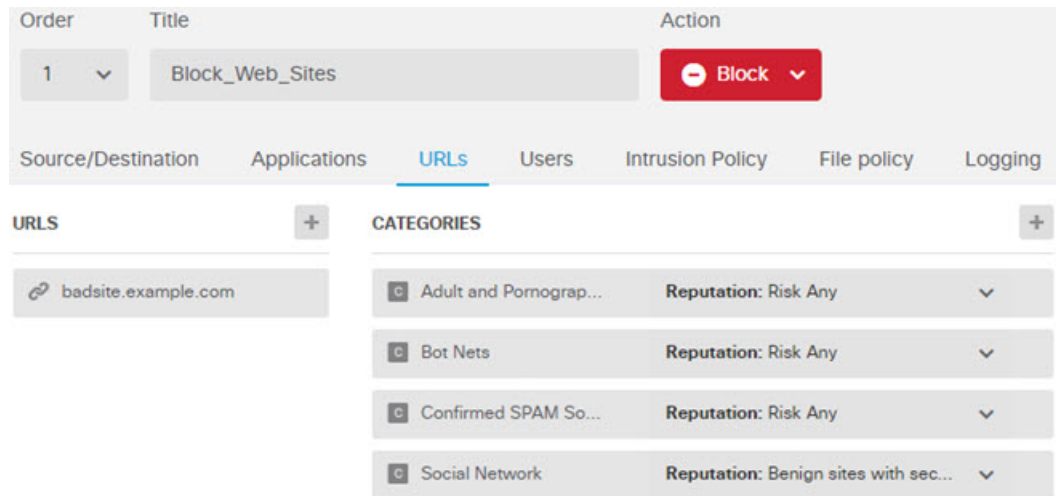 Order Title Action
1 Block_Web_Sites Block
Source/Destination Applications URLs Users Intrusion Policy File policy Logging
URLS + CATEGORIES +
badsite.example.com C Adult and Pornograp... Reputation: Risk Any
C Bot Nets Reputation: Risk Any
C Confirmed SPAM So... Reputation: Risk Any
C Social Network Reputation: Benign sites with sec...